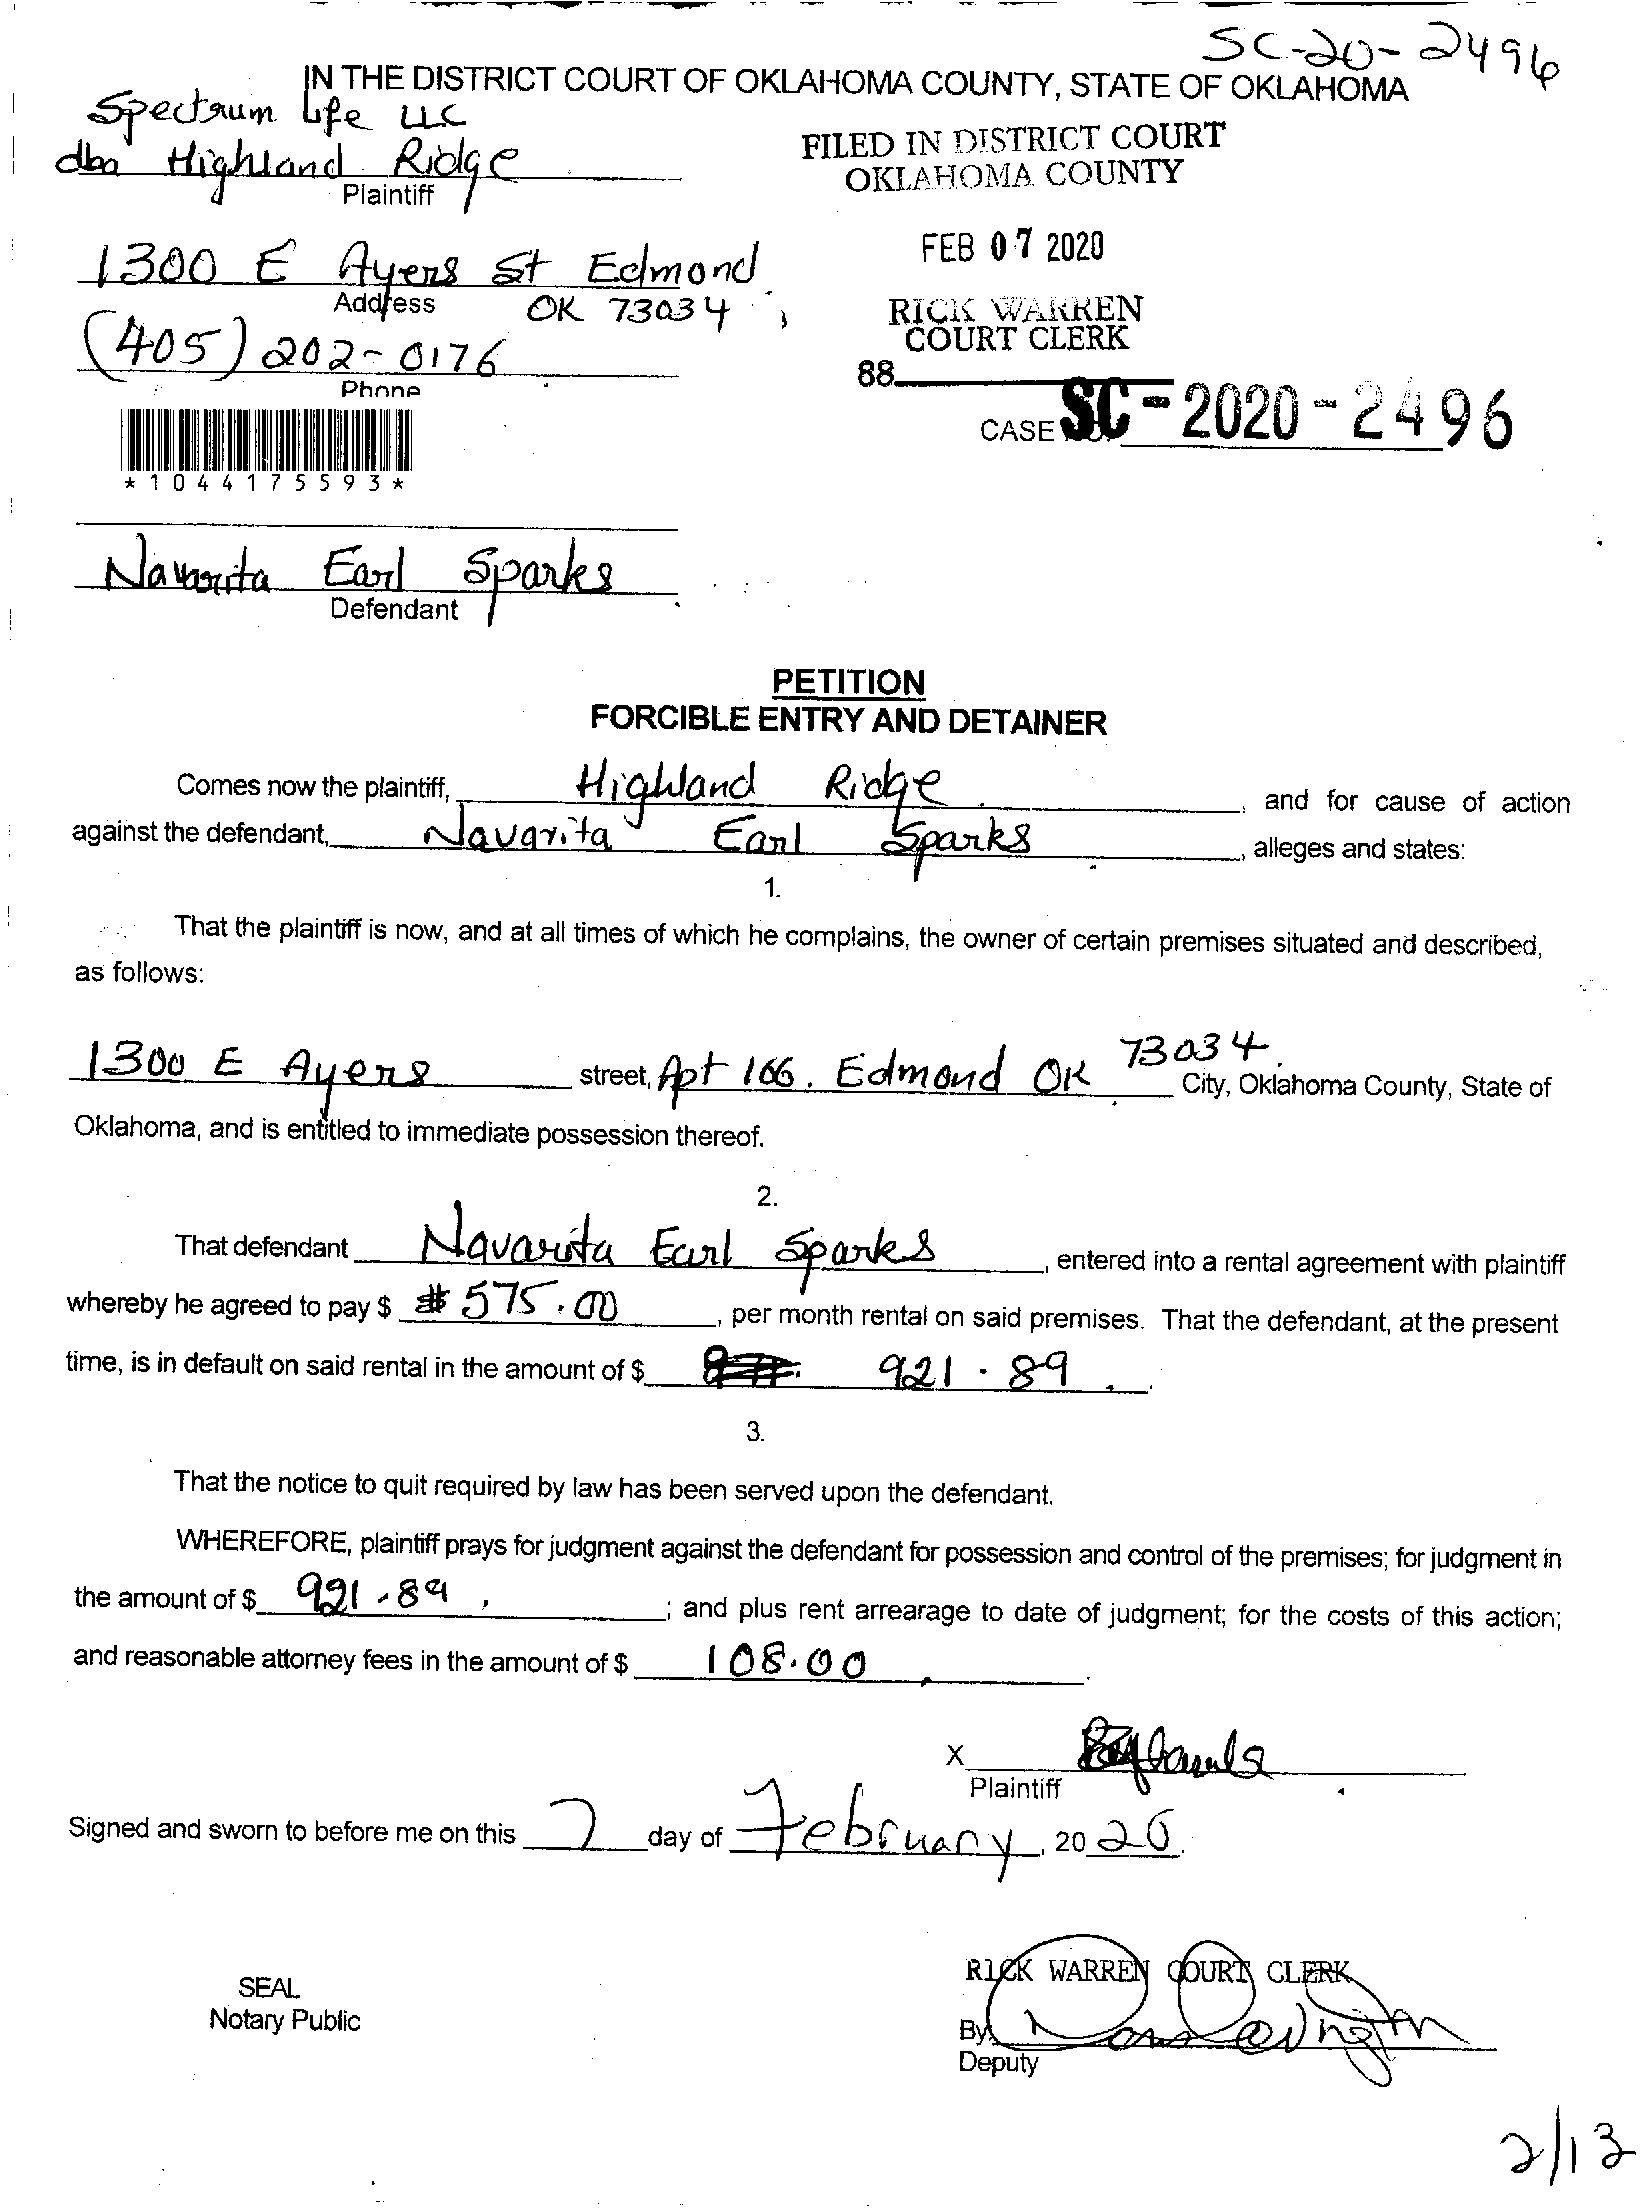 SC-20-2496
IN THE DISTRICT COURT OF OKLAHOMA COUNTY, STATE OF OKLAHOMA
Spectrum Life LLC
dba Highland Ridge
Plaintiff
FILED IN DISTRICT COURT
OKLAHOMA COUNTY
FEB 07 2020
RICK WARREN
COURT CLERK
88
1300 E Ayers St Edmond
Address OK 73034
(405) 202-0176
Phone
CASE SC-2020-2496
*1044175593*
Navarita Earl Sparks
Defendant
PETITION
FORCIBLE ENTRY AND DETAINER
Comes now the plaintiff, Highland Ridge, and for cause of action
against the defendant, Navarita Earl Sparks, alleges and states:
1.
That the plaintiff is now, and at all times of which he complains, the owner of certain premises situated and described,
as follows:
1300 E Ayers street, Apt 166. Edmond OK 73034 City, Oklahoma County, State of
Oklahoma, and is entitled to immediate possession thereof.
2.
That defendant Navarita Earl Sparks, entered into a rental agreement with plaintiff
whereby he agreed to pay $ # 575.00, per month rental on said premises. That the defendant, at the present
time, is in default on said rental in the amount of $ 921.89.
3.
That the notice to quit required by law has been served upon the defendant.
WHEREFORE, plaintiff prays for judgment against the defendant for possession and control of the premises; for judgment in
the amount of $ 921.89; and plus rent arrearage to date of judgment; for the costs of this action;
and reasonable attorney fees in the amount of $ 108.00.
X
Plaintiff
Signed and sworn to before me on this 7 day of February, 2020.
SEAL
Notary Public
RICK WARREN COURT CLERK
By
Deputy
2/13